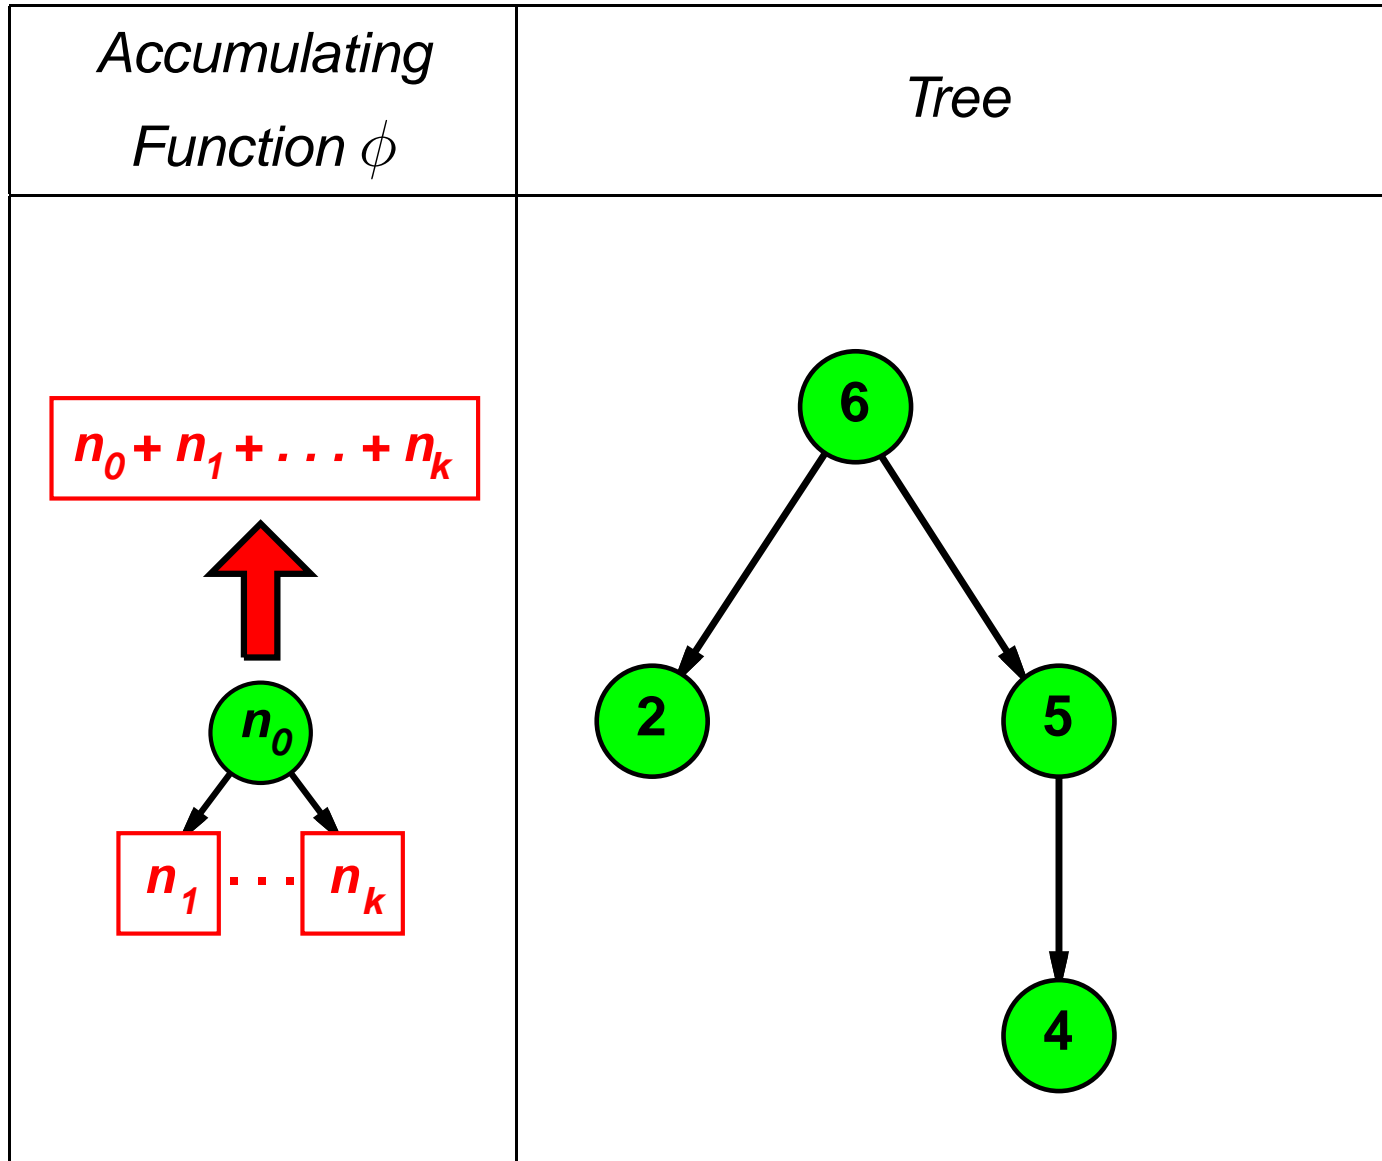 Accumulating
Function ϕ
Tree
n₀ + n₁ + . . . + nₖ
n₀
n₁ . . . nₖ
6
2
5
4